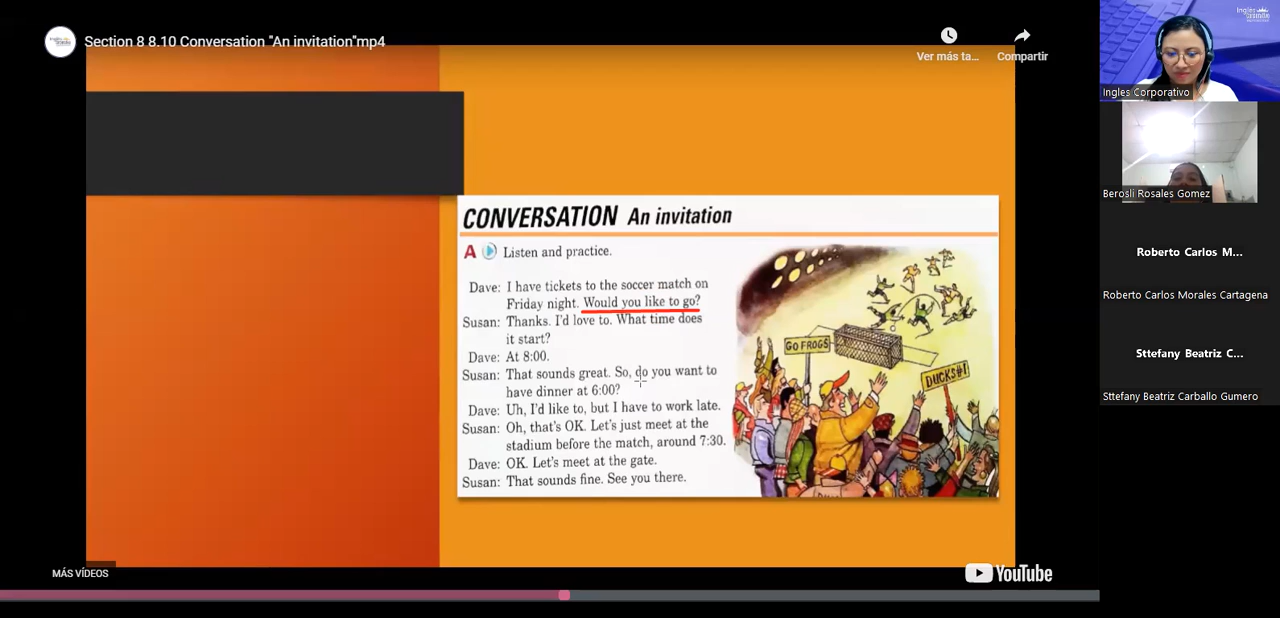 Section 8 8.10 Conversation "An invitation"mp4
Ver más ta...
Compartir
CONVERSATION An invitation
A Listen and practice.
Dave: I have tickets to the soccer match on
Friday night. Would you like to go?
Susan: Thanks. I'd love to. What time does
it start?
Dave: At 8:00.
Susan: That sounds great. So, do you want to
have dinner at 6:00?
Dave: Uh, I'd like to, but I have to work late.
Susan: Oh, that's OK. Let's just meet at the
stadium before the match, around 7:30.
Dave: OK. Let's meet at the gate.
Susan: That sounds fine. See you there.
GO FROGS
DUCKS#!
MÁS VÍDEOS
YouTube
Ingles Corporativo
Berosli Rosales Gomez
Roberto Carlos M...
Roberto Carlos Morales Cartagena
Sttefany Beatriz C...
Sttefany Beatriz Carballo Gumero